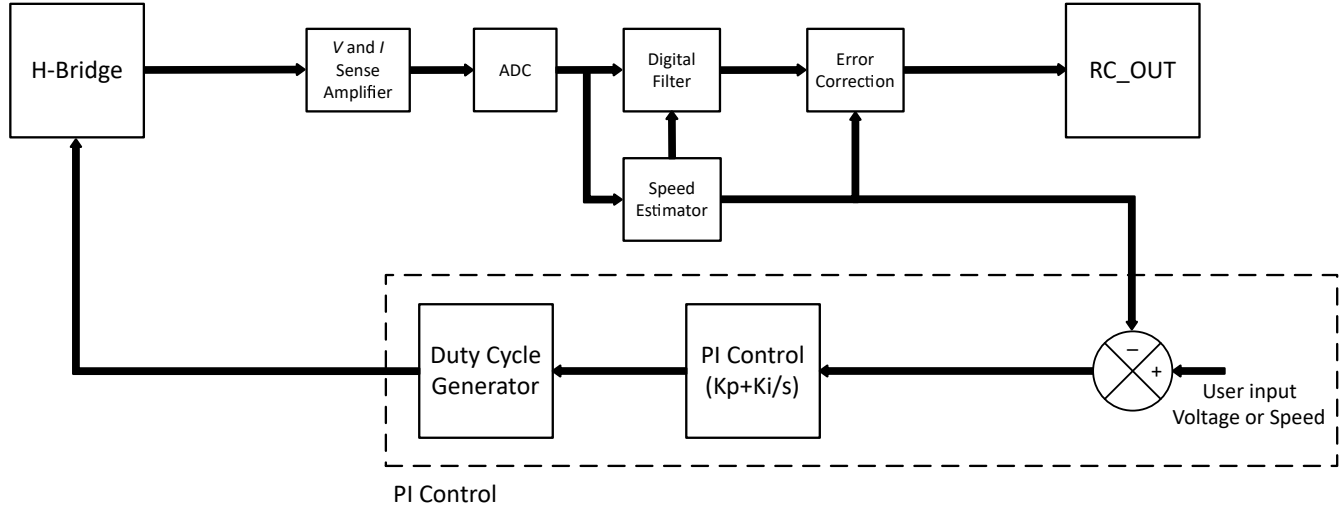 H-Bridge
V and I
Sense
Amplifier
ADC
Digital
Filter
Error
Correction
RC_OUT
Speed
Estimator
Duty Cycle
Generator
PI Control
(Kp+Ki/s)
−
+
User input
Voltage or Speed
PI Control